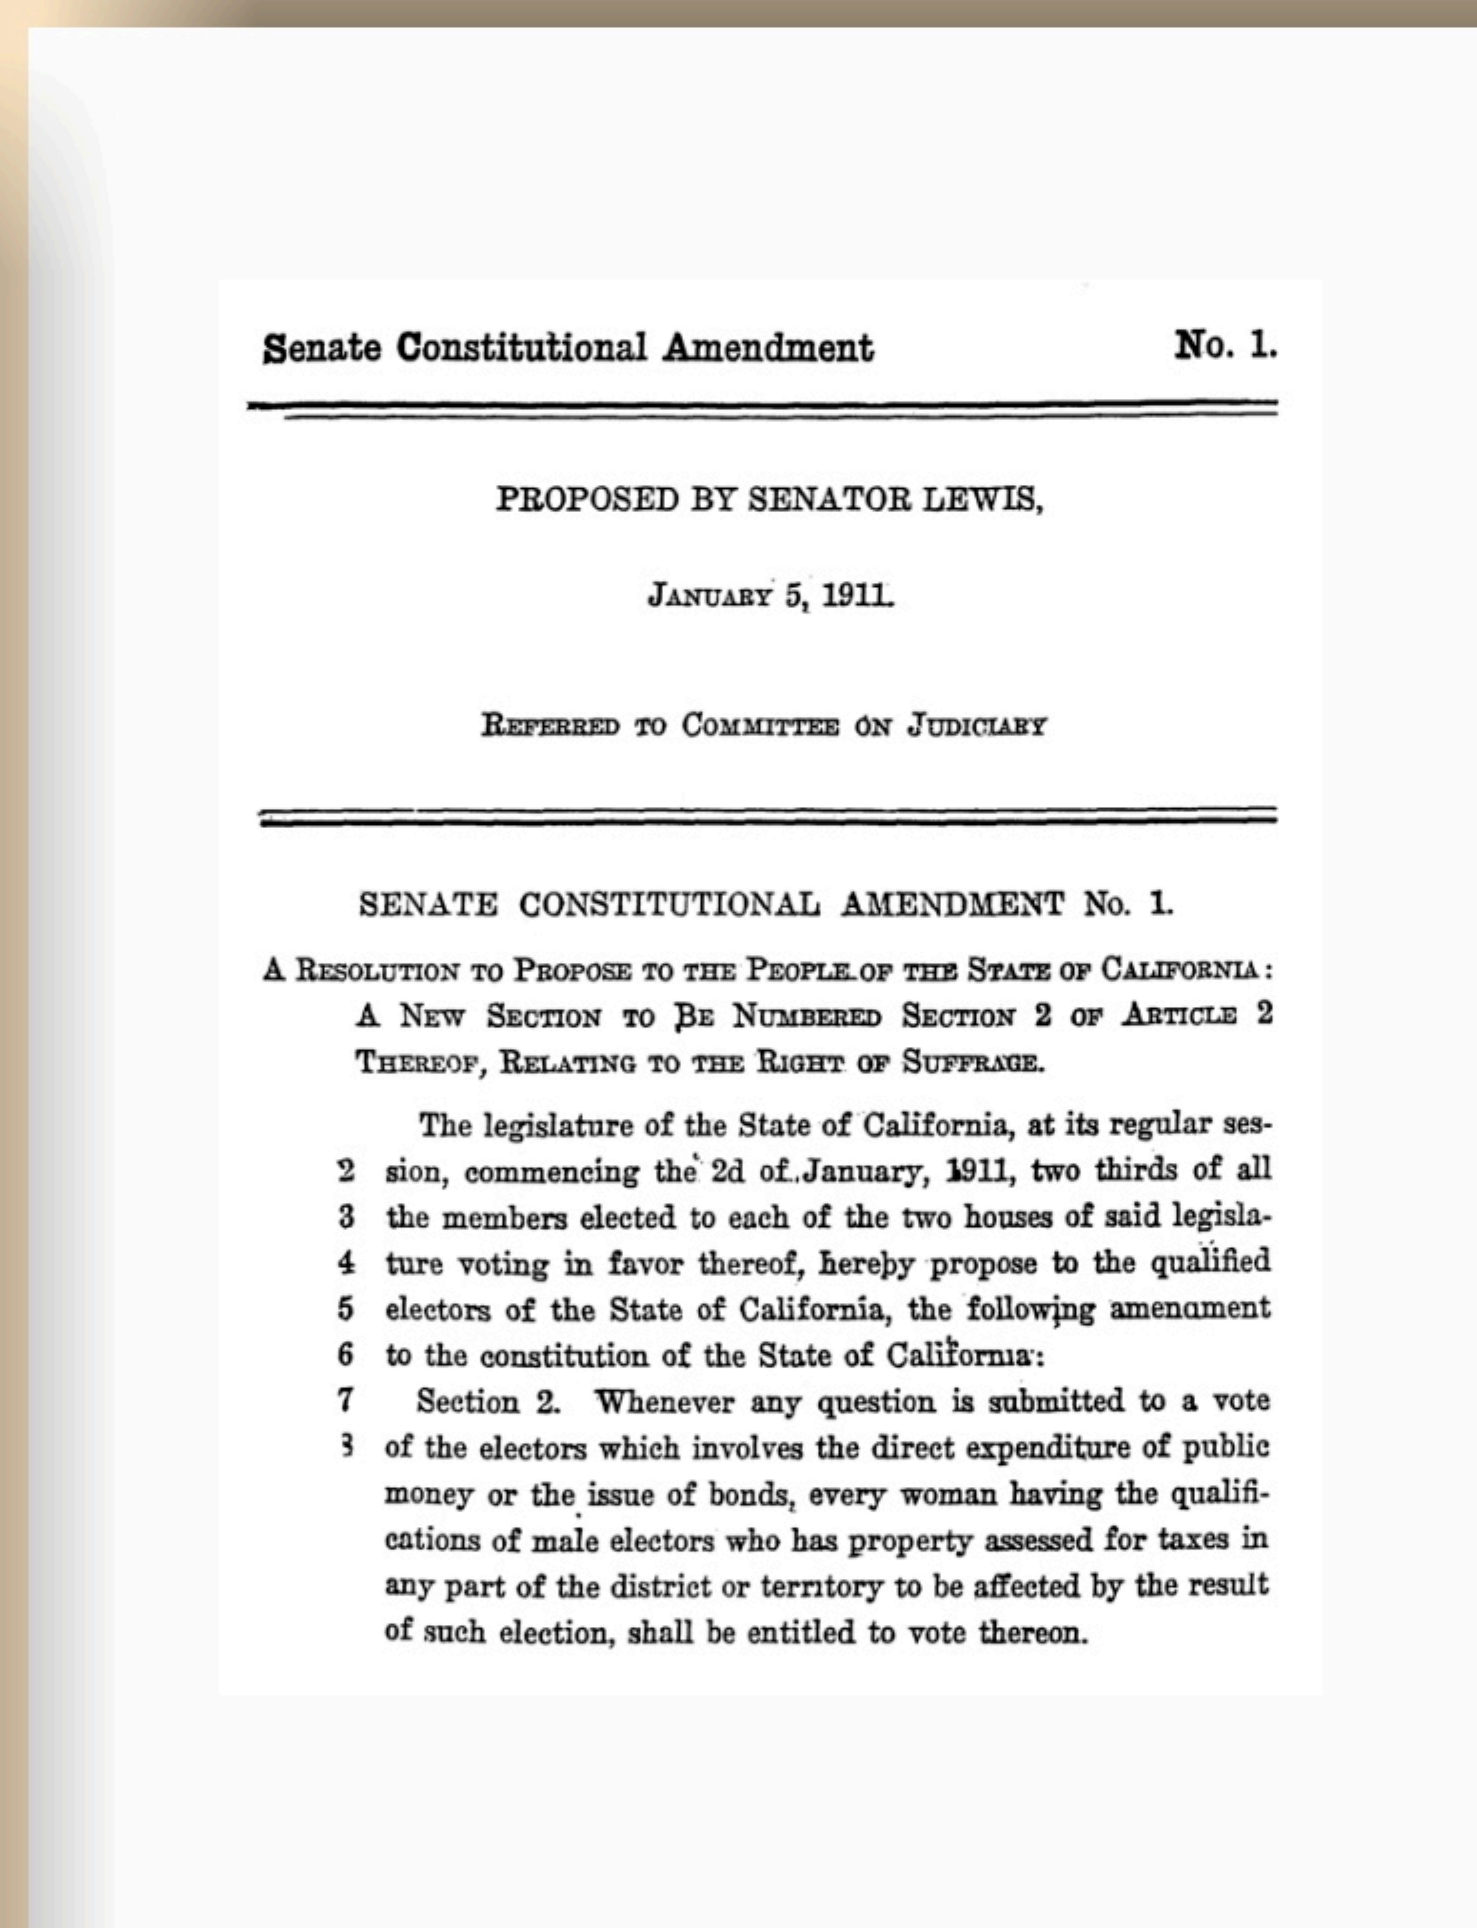 Senate Constitutional Amendment No. 1.
PROPOSED BY SENATOR LEWIS,
JANUARY 5, 1911.
REFERRED TO COMMITTEE ON JUDICIARY
SENATE CONSTITUTIONAL AMENDMENT No. 1.
A RESOLUTION TO PROPOSE TO THE PEOPLE OF THE STATE OF CALIFORNIA:
A NEW SECTION TO BE NUMBERED SECTION 2 OF ARTICLE 2
THEREOF, RELATING TO THE RIGHT OF SUFFRAGE.
The legislature of the State of California, at its regular ses-
2 sion, commencing the 2d of January, 1911, two thirds of all
3 the members elected to each of the two houses of said legisla-
4 ture voting in favor thereof, hereby propose to the qualified
5 electors of the State of California, the following amendment
6 to the constitution of the State of California:
7 Section 2. Whenever any question is submitted to a vote
8 of the electors which involves the direct expenditure of public
money or the issue of bonds, every woman having the qualifi-
cations of male electors who has property assessed for taxes in
any part of the district or territory to be affected by the result
of such election, shall be entitled to vote thereon.